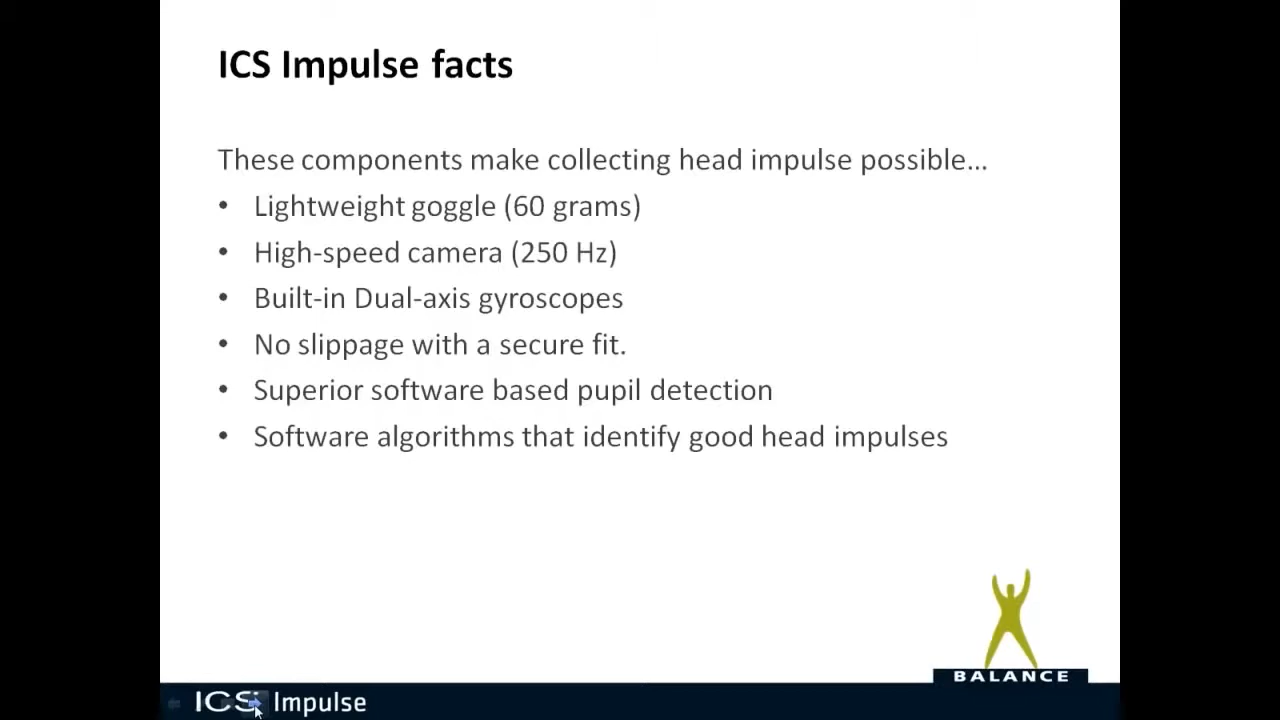 ICS Impulse facts
These components make collecting head impulse possible...
• Lightweight goggle (60 grams)
• High-speed camera (250 Hz)
• Built-in Dual-axis gyroscopes
• No slippage with a secure fit.
• Superior software based pupil detection
• Software algorithms that identify good head impulses
BALANCE
ICS Impulse